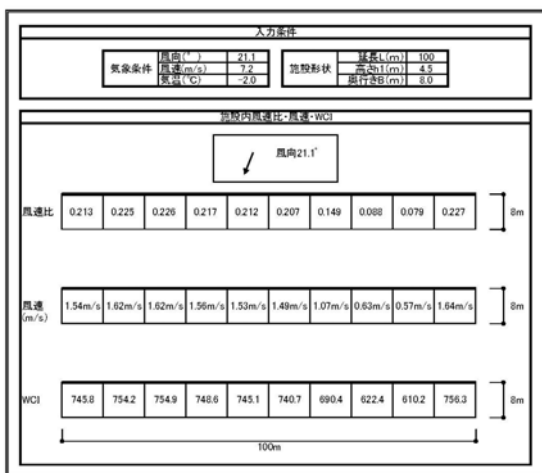 入力条件
気象条件 風向(°) 21.1
風速(m/s) 7.2
気温(℃) -2.0
施設形状 延長L(m) 100
高さh1(m) 4.5
奥行きB(m) 8.0
施設内風速比・風速・WCI
風向21.1°
風速比 0.213 0.225 0.226 0.217 0.212 0.207 0.149 0.088 0.079 0.227 8m
風速(m/s) 1.54m/s 1.62m/s 1.62m/s 1.56m/s 1.53m/s 1.49m/s 1.07m/s 0.63m/s 0.57m/s 1.64m/s 8m
WCI 745.8 754.2 754.9 748.6 745.1 740.7 690.4 622.4 610.2 756.3 8m
100m